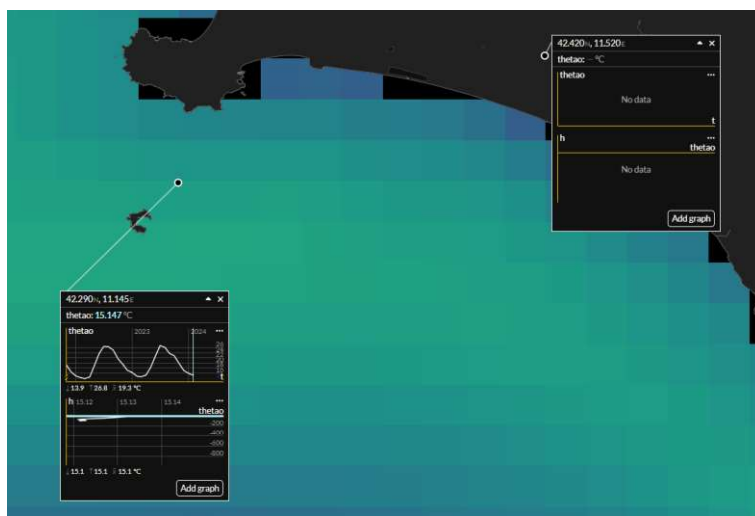 42.420N, 11.520E
thetao: – °C
thetao
No data
t
h
thetao
No data
Add graph
42.290N, 11.145E
thetao: 15.147 °C
thetao 2023 2024
t
↓13.9 ↑26.8 x̄19.3 °C
h 15.12 15.13 15.14
thetao
-200
-400
-600
-800
↓15.1 ↑15.1 x̄15.1 °C
Add graph